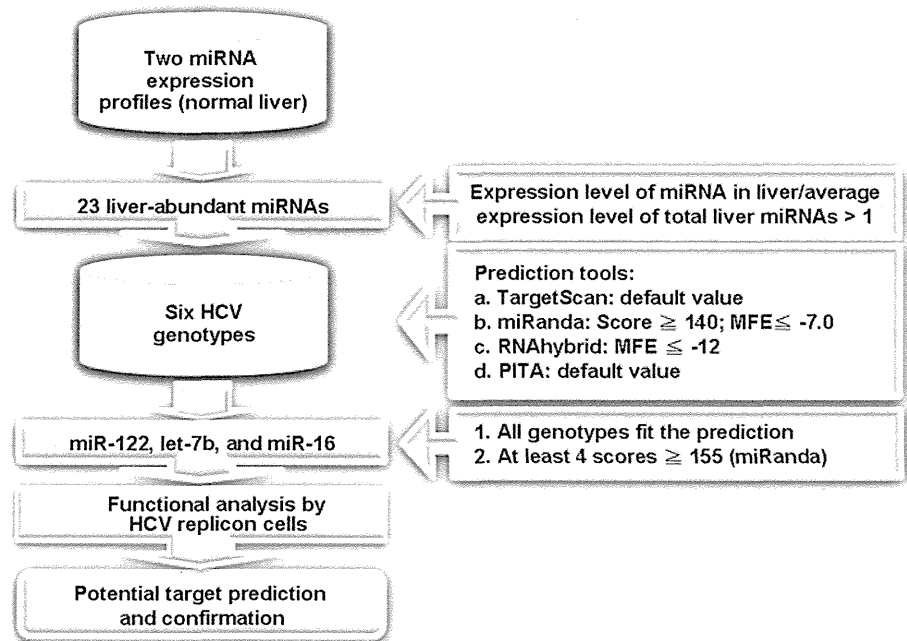 Two miRNA
expression
profiles (normal liver)
23 liver-abundant miRNAs
Expression level of miRNA in liver/average
expression level of total liver miRNAs > 1
Six HCV
genotypes
Prediction tools:
a. TargetScan: default value
b. miRanda: Score ≧ 140; MFE≦ -7.0
c. RNAhybrid: MFE ≦ -12
d. PITA: default value
miR-122, let-7b, and miR-16
1. All genotypes fit the prediction
2. At least 4 scores ≧ 155 (miRanda)
Functional analysis by
HCV replicon cells
Potential target prediction
and confirmation